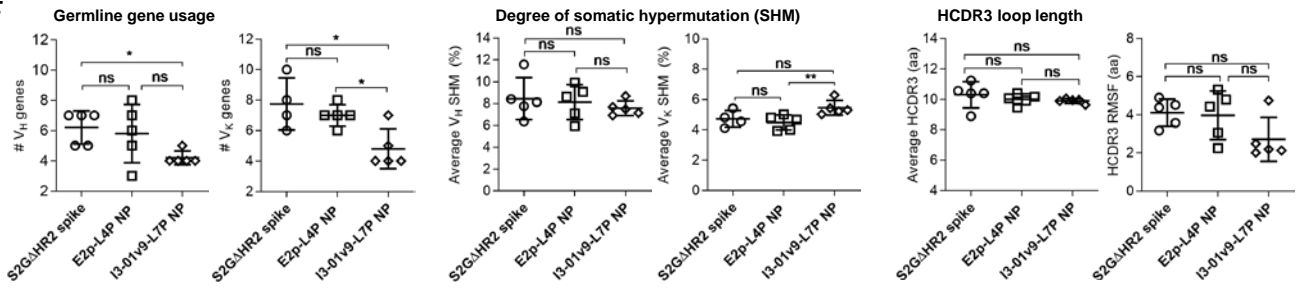 Germline gene usage
Degree of somatic hypermutation (SHM)
HCDR3 loop length
# VH genes
12
10
8
6
4
2
*
ns
ns
S2GΔHR2 spike
E2p-L4P NP
I3-01v9-L7P NP
# VK genes
12
10
8
6
4
2
*
ns
*
S2GΔHR2 spike
E2p-L4P NP
I3-01v9-L7P NP
Average VH SHM (%)
14
12
10
8
6
4
2
0
ns
ns
ns
S2GΔHR2 spike
E2p-L4P NP
I3-01v9-L7P NP
Average VK SHM (%)
10
8
6
4
2
0
ns
**
ns
S2GΔHR2 spike
E2p-L4P NP
I3-01v9-L7P NP
Average HCDR3 (aa)
14
12
10
8
6
4
ns
ns
ns
S2GΔHR2 spike
E2p-L4P NP
I3-01v9-L7P NP
HCDR3 RMSF (aa)
8
6
4
2
0
ns
ns
ns
S2GΔHR2 spike
E2p-L4P NP
I3-01v9-L7P NP